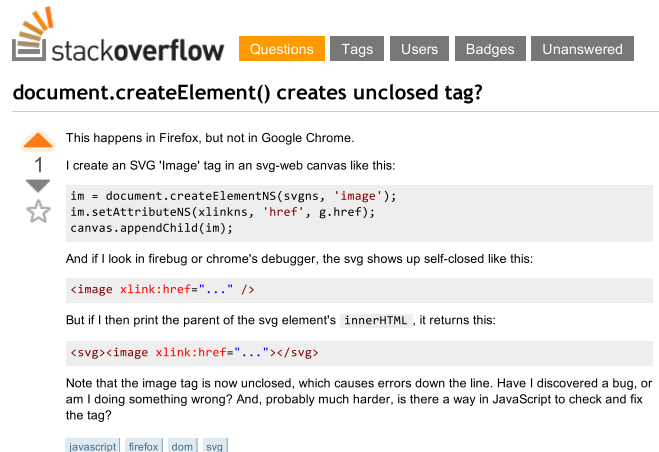 stackoverflow
Questions Tags Users Badges Unanswered
document.createElement() creates unclosed tag?
This happens in Firefox, but not in Google Chrome.
1
I create an SVG 'Image' tag in an svg-web canvas like this:
im = document.createElementNS(svgns, 'image');
im.setAttributeNS(xlinkns, 'href', g.href);
canvas.appendChild(im);
And if I look in firebug or chrome's debugger, the svg shows up self-closed like this:
<image xlink:href="..." />
But if I then print the parent of the svg element's innerHTML, it returns this:
<svg><image xlink:href="..."></svg>
Note that the image tag is now unclosed, which causes errors down the line. Have I discovered a bug, or
am I doing something wrong? And, probably much harder, is there a way in JavaScript to check and fix
the tag?
javascript firefox dom svg